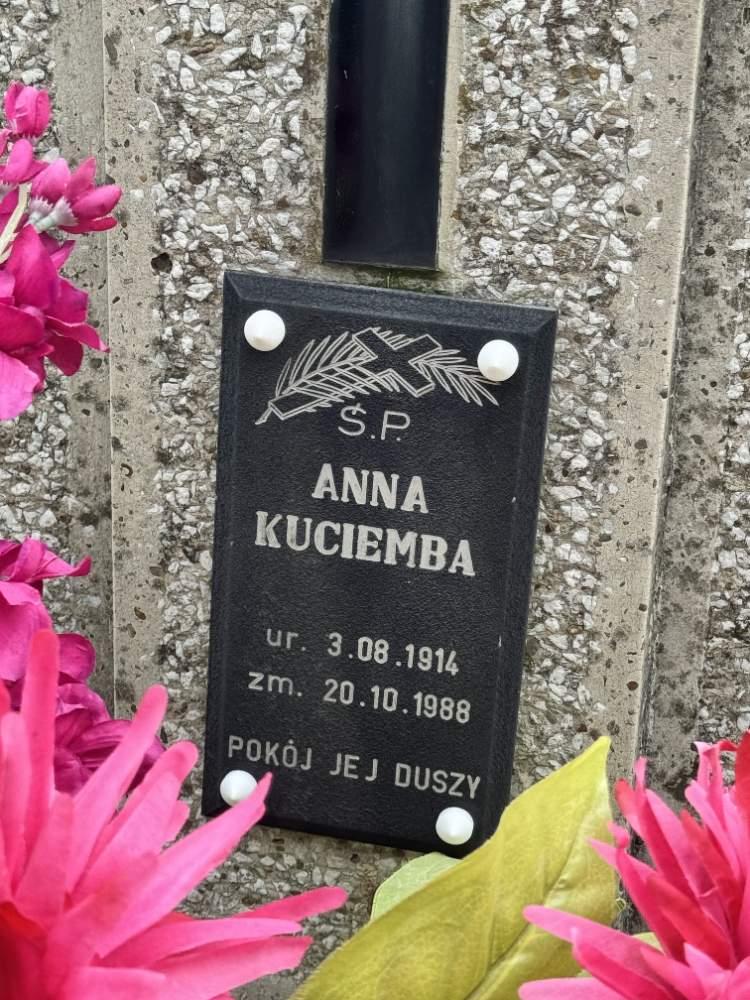 Ś.P.
ANNA
KUCIEMBA
ur. 3.08.1914
zm. 20.10.1988
POKÓJ JEJ DUSZY